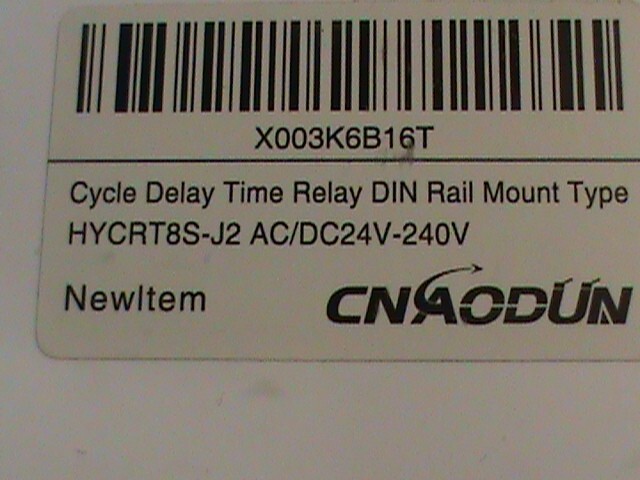 X003K6B16T
Cycle Delay Time Relay DIN Rail Mount Type
HYCRT8S-J2 AC/DC24V-240V
NewItem
CNAODUN